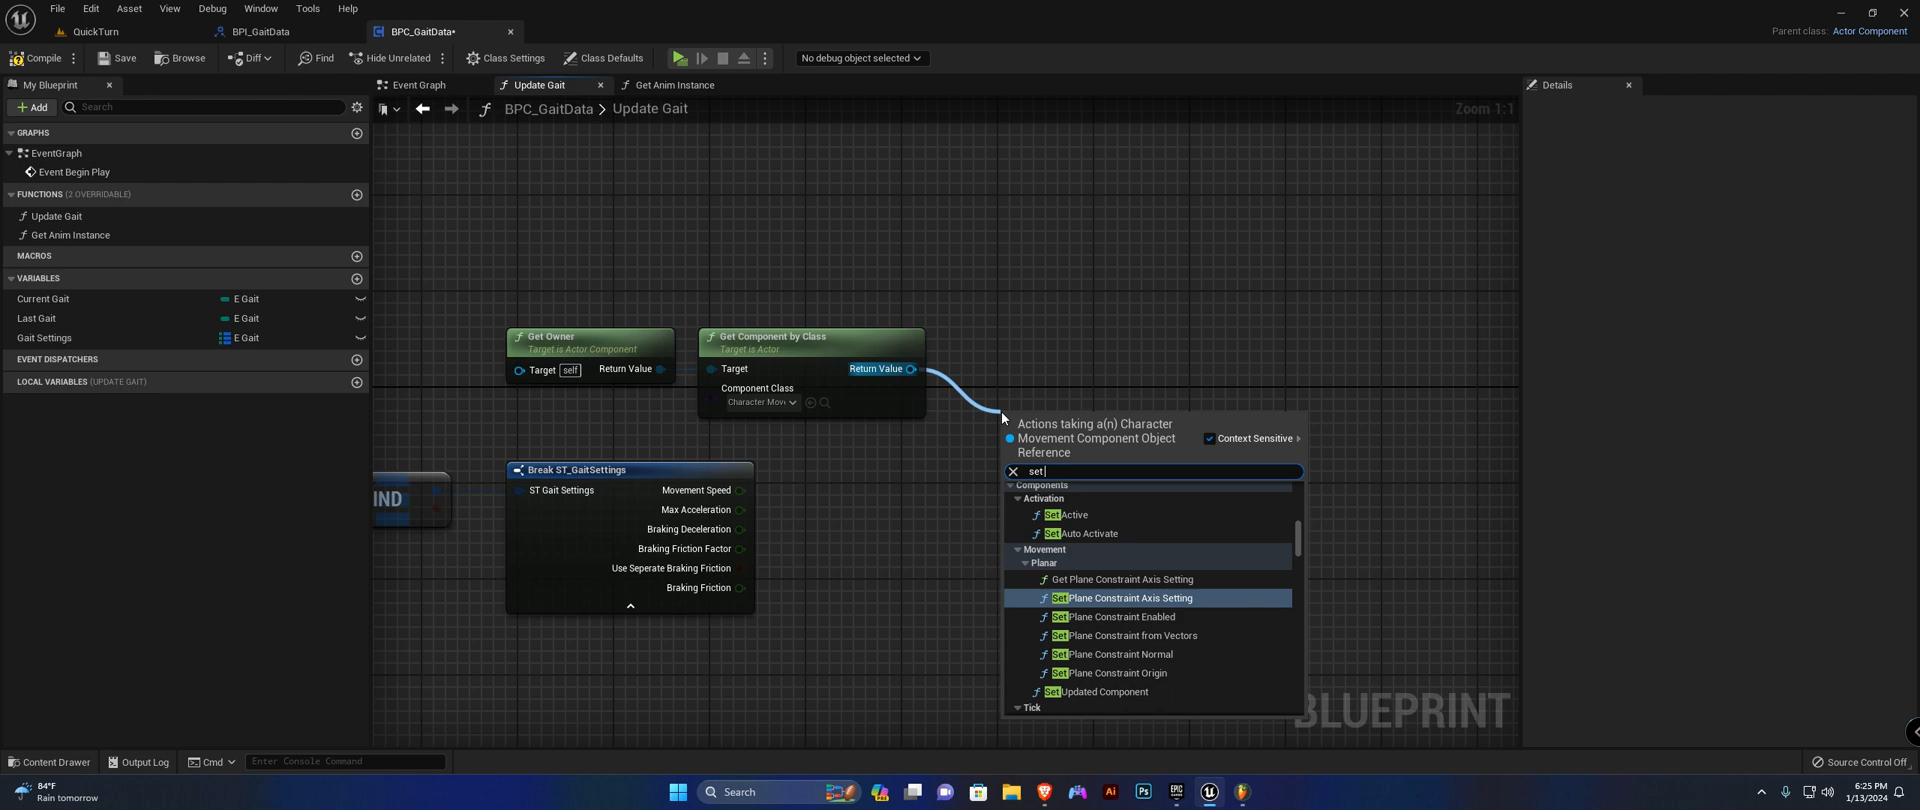 File Edit Asset View Debug Window Tools Help
QuickTurn
BPI_GaitData
BPC_GaitData*
Parent class: Actor Component
Compile
Save
Browse
Diff
Find
Hide Unrelated
Class Settings
Class Defaults
No debug object selected
My Blueprint
Event Graph
Update Gait
Get Anim Instance
Details
Add
Search
BPC_GaitData > Update Gait
Zoom 1:1
GRAPHS
EventGraph
Event Begin Play
FUNCTIONS (2 OVERRIDABLE)
Update Gait
Get Anim Instance
MACROS
VARIABLES
Current Gait E Gait
Last Gait E Gait
Gait Settings E Gait
EVENT DISPATCHERS
LOCAL VARIABLES (UPDATE GAIT)
Get Owner
Target is Actor Component
Target self Return Value
Get Component by Class
Target is Actor
Target Return Value
Component Class
Character Mov
IND
Break ST_GaitSettings
ST Gait Settings Movement Speed
Max Acceleration
Braking Deceleration
Braking Friction Factor
Use Seperate Braking Friction
Braking Friction
Actions taking a(n) Character
Movement Component Object
Reference
Context Sensitive
set
Components
Activation
Set Active
Set Auto Activate
Movement
Planar
Get Plane Constraint Axis Setting
Set Plane Constraint Axis Setting
Set Plane Constraint Enabled
Set Plane Constraint from Vectors
Set Plane Constraint Normal
Set Plane Constraint Origin
Set Updated Component
Tick
BLUEPRINT
Content Drawer
Output Log
Cmd
Enter Console Command
Source Control Off
84°F
Rain tomorrow
Search
Ai
Ps
6:25 PM
1/13/2024